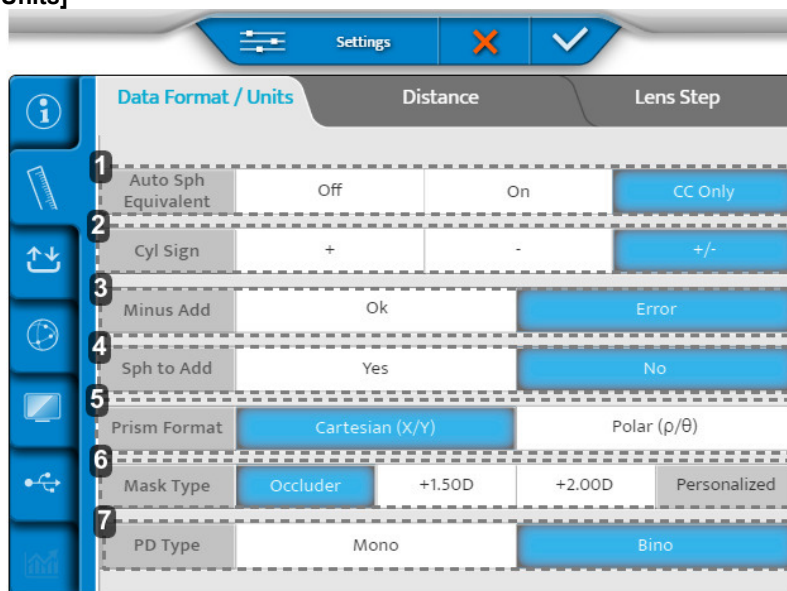 Units]
Settings
Data Format / Units Distance Lens Step
1
Auto Sph
Equivalent Off On CC Only
2
Cyl Sign + - +/-
3
Minus Add Ok Error
4
Sph to Add Yes No
5
Prism Format Cartesian (X/Y) Polar (ρ/θ)
6
Mask Type Occluder +1.50D +2.00D Personalized
7
PD Type Mono Bino